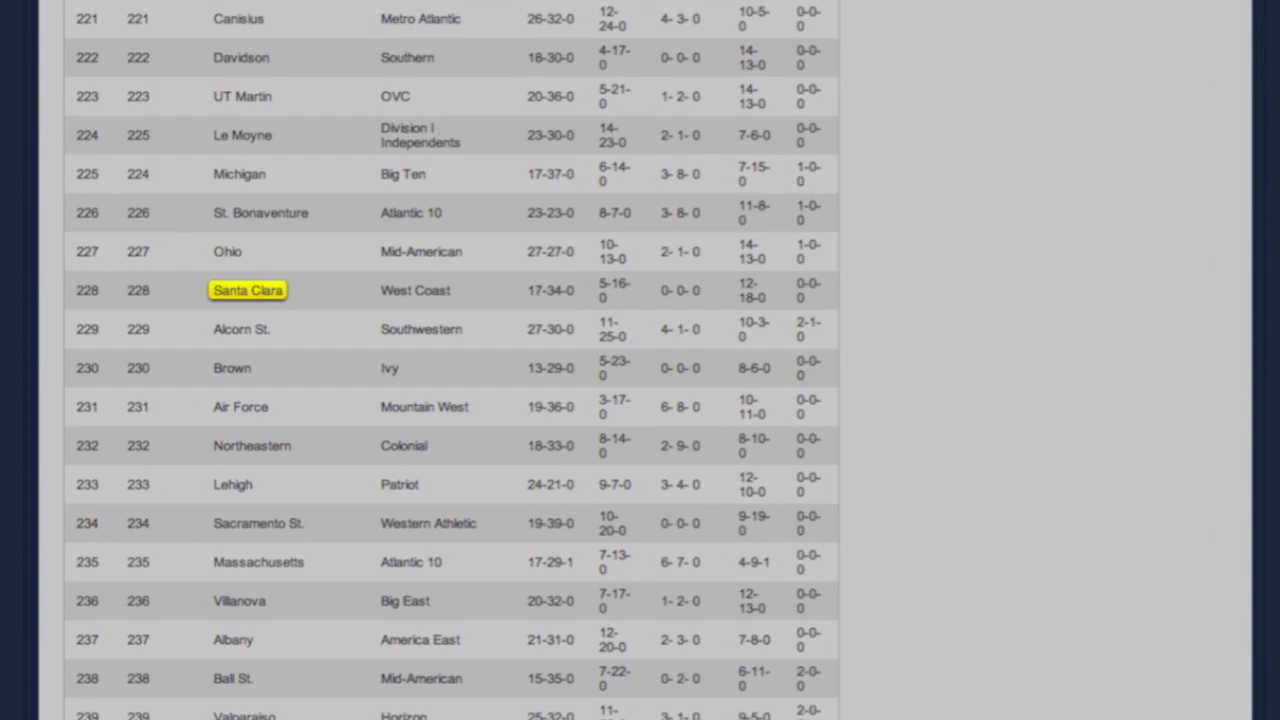 221 221 Canisius Metro Atlantic 26-32-0 12-24-0 4- 3- 0 10-5-0 0-0-0
222 222 Davidson Southern 18-30-0 4-17-0 0- 0- 0 14-13-0 0-0-0
223 223 UT Martin OVC 20-36-0 5-21-0 1- 2- 0 14-13-0 0-0-0
224 225 Le Moyne Division I Independents 23-30-0 14-23-0 2- 1- 0 7-6-0 0-0-0
225 224 Michigan Big Ten 17-37-0 6-14-0 3- 8- 0 7-15-0 1-0-0
226 226 St. Bonaventure Atlantic 10 23-23-0 8-7-0 3- 8- 0 11-8-0 1-0-0
227 227 Ohio Mid-American 27-27-0 10-13-0 2- 1- 0 14-13-0 1-0-0
228 228 Santa Clara West Coast 17-34-0 5-16-0 0- 0- 0 12-18-0 0-0-0
229 229 Alcorn St. Southwestern 27-30-0 11-25-0 4- 1- 0 10-3-0 2-1-0
230 230 Brown Ivy 13-29-0 5-23-0 0- 0- 0 8-6-0 0-0-0
231 231 Air Force Mountain West 19-36-0 3-17-0 6- 8- 0 10-11-0 0-0-0
232 232 Northeastern Colonial 18-33-0 8-14-0 2- 9- 0 8-10-0 0-0-0
233 233 Lehigh Patriot 24-21-0 9-7-0 3- 4- 0 12-10-0 0-0-0
234 234 Sacramento St. Western Athletic 19-39-0 10-20-0 0- 0- 0 9-19-0 0-0-0
235 235 Massachusetts Atlantic 10 17-29-1 7-13-0 6- 7- 0 4-9-1 0-0-0
236 236 Villanova Big East 20-32-0 7-17-0 1- 2- 0 12-13-0 0-0-0
237 237 Albany America East 21-31-0 12-20-0 2- 3- 0 7-8-0 0-0-0
238 238 Ball St. Mid-American 15-35-0 7-22-0 0- 2- 0 6-11-0 2-0-0
239 239 Valparaiso Horizon 25-32-0 11- 3- 1- 0 9-5-0 2-0-